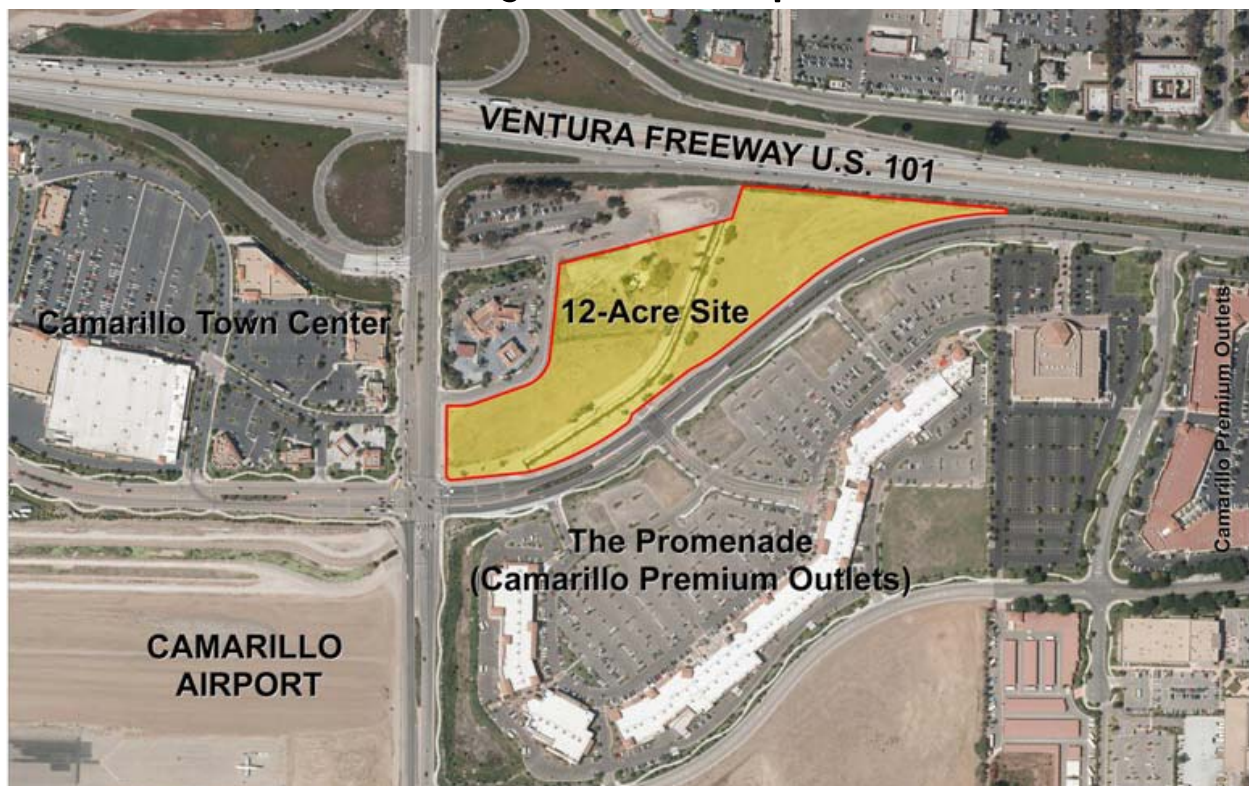 VENTURA FREEWAY U.S. 101
12-Acre Site
Camarillo Town Center
Camarillo Premium Outlets
The Promenade
(Camarillo Premium Outlets)
CAMARILLO
AIRPORT